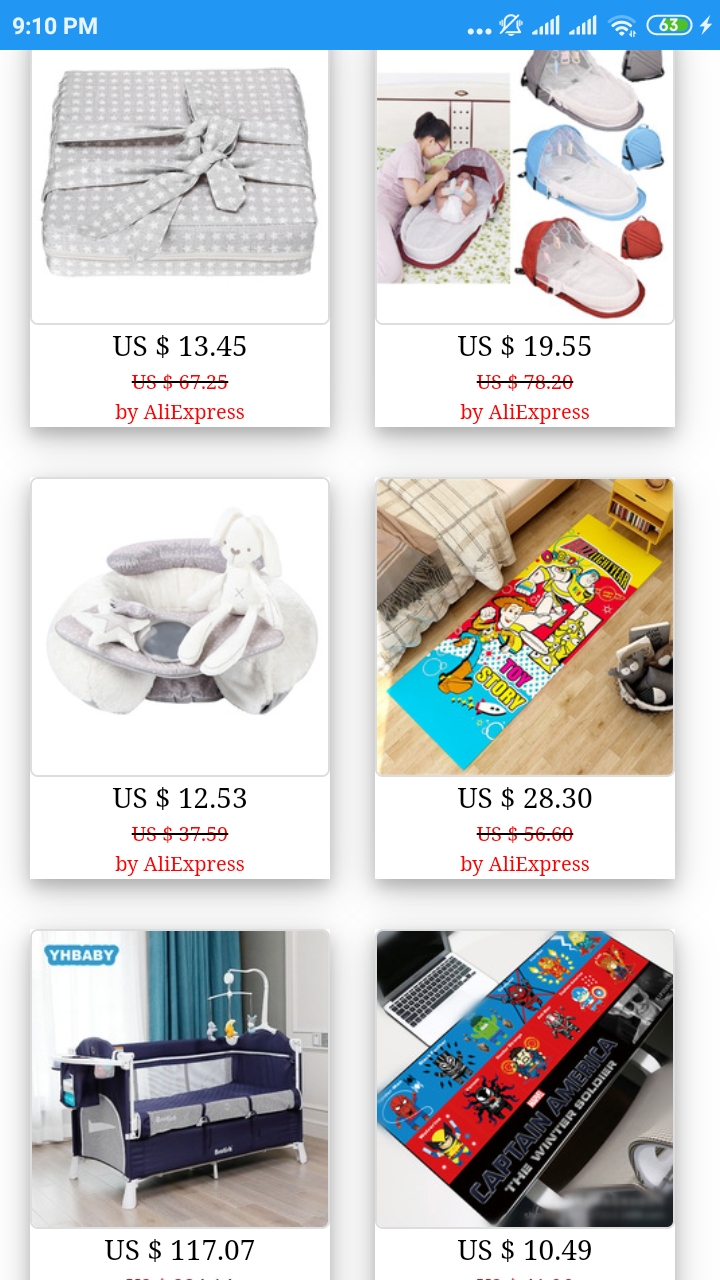 9:10 PM
63
US $ 13.45
US $ 67.25
by AliExpress
US $ 19.55
US $ 78.20
by AliExpress
TOY
STORY
US $ 12.53
US $ 37.59
by AliExpress
US $ 28.30
US $ 56.60
by AliExpress
YHBABY
MARVEL
CAPTAIN AMERICA
THE WINTER SOLDIER
US $ 117.07
US $ 10.49